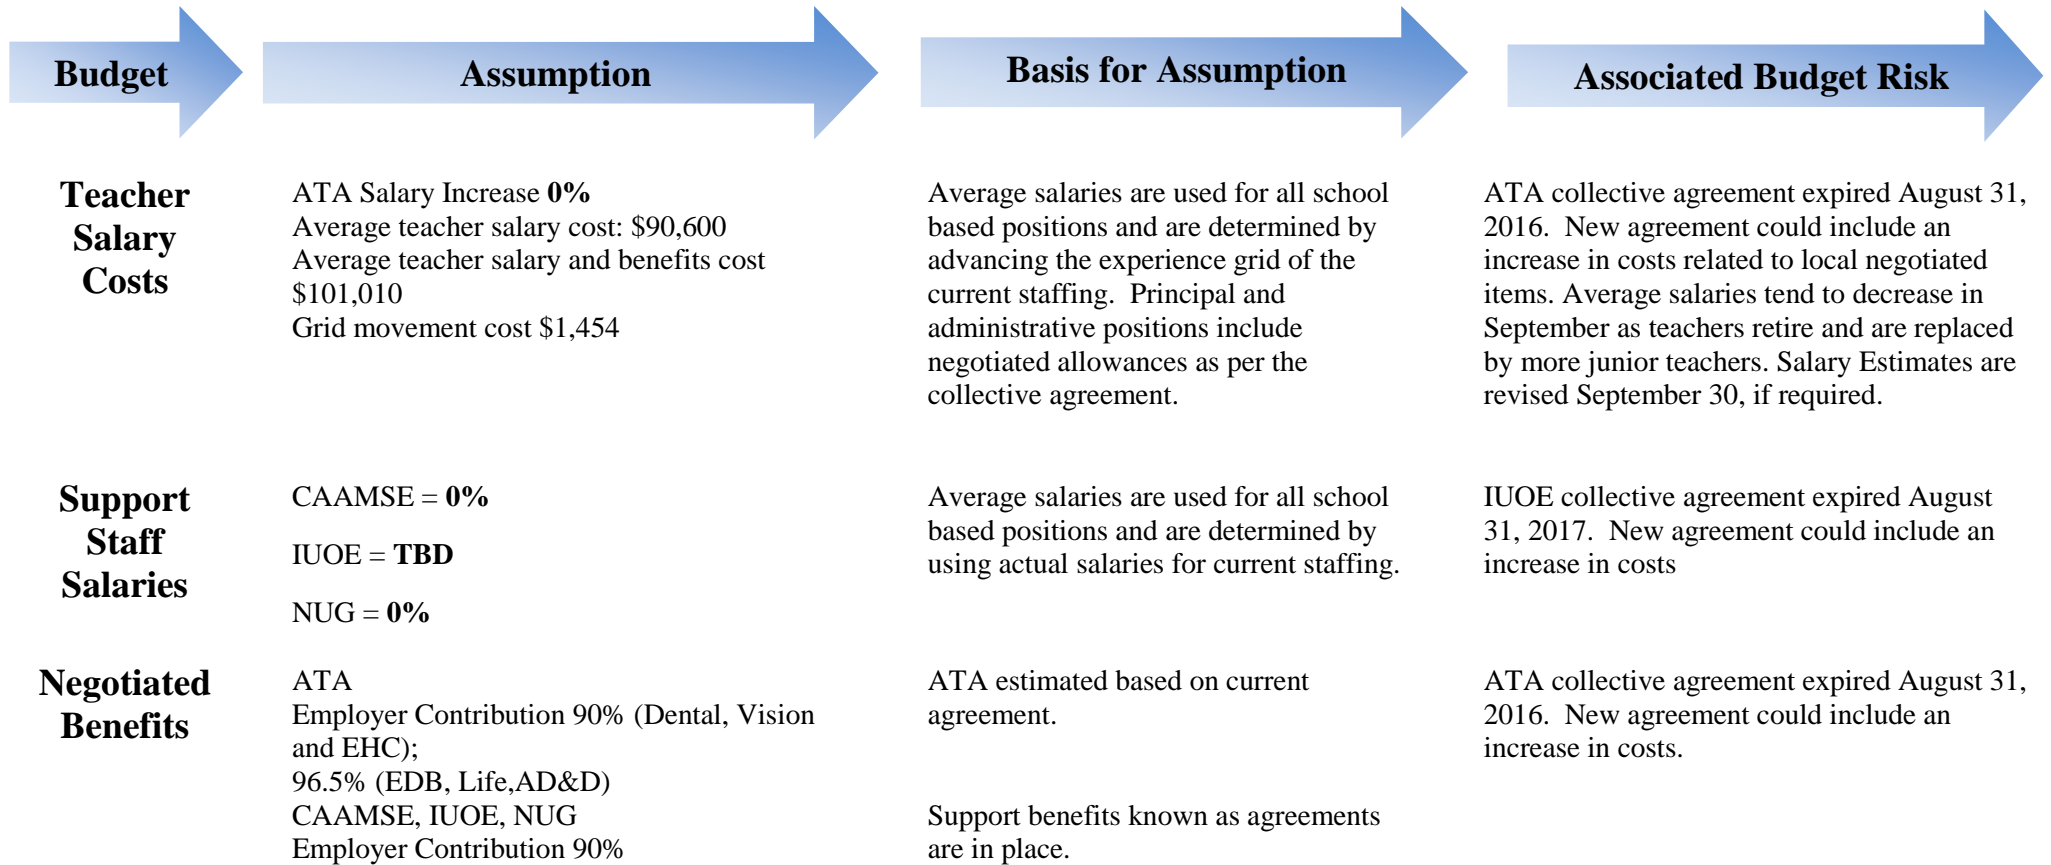 Budget
Assumption
Basis for Assumption
Associated Budget Risk
Teacher
Salary
Costs
ATA Salary Increase 0%
Average teacher salary cost: $90,600
Average teacher salary and benefits cost
$101,010
Grid movement cost $1,454
Average salaries are used for all school
based positions and are determined by
advancing the experience grid of the
current staffing.  Principal and
administrative positions include
negotiated allowances as per the
collective agreement.
ATA collective agreement expired August 31,
2016.  New agreement could include an
increase in costs related to local negotiated
items. Average salaries tend to decrease in
September as teachers retire and are replaced
by more junior teachers. Salary Estimates are
revised September 30, if required.
Support
Staff
Salaries
CAAMSE = 0%
IUOE = TBD
NUG = 0%
Average salaries are used for all school
based positions and are determined by
using actual salaries for current staffing.
IUOE collective agreement expired August
31, 2017.  New agreement could include an
increase in costs
Negotiated
Benefits
ATA
Employer Contribution 90% (Dental, Vision
and EHC);
96.5% (EDB, Life,AD&D)
CAAMSE, IUOE, NUG
Employer Contribution 90%
ATA estimated based on current
agreement.
Support benefits known as agreements
are in place.
ATA collective agreement expired August 31,
2016.  New agreement could include an
increase in costs.